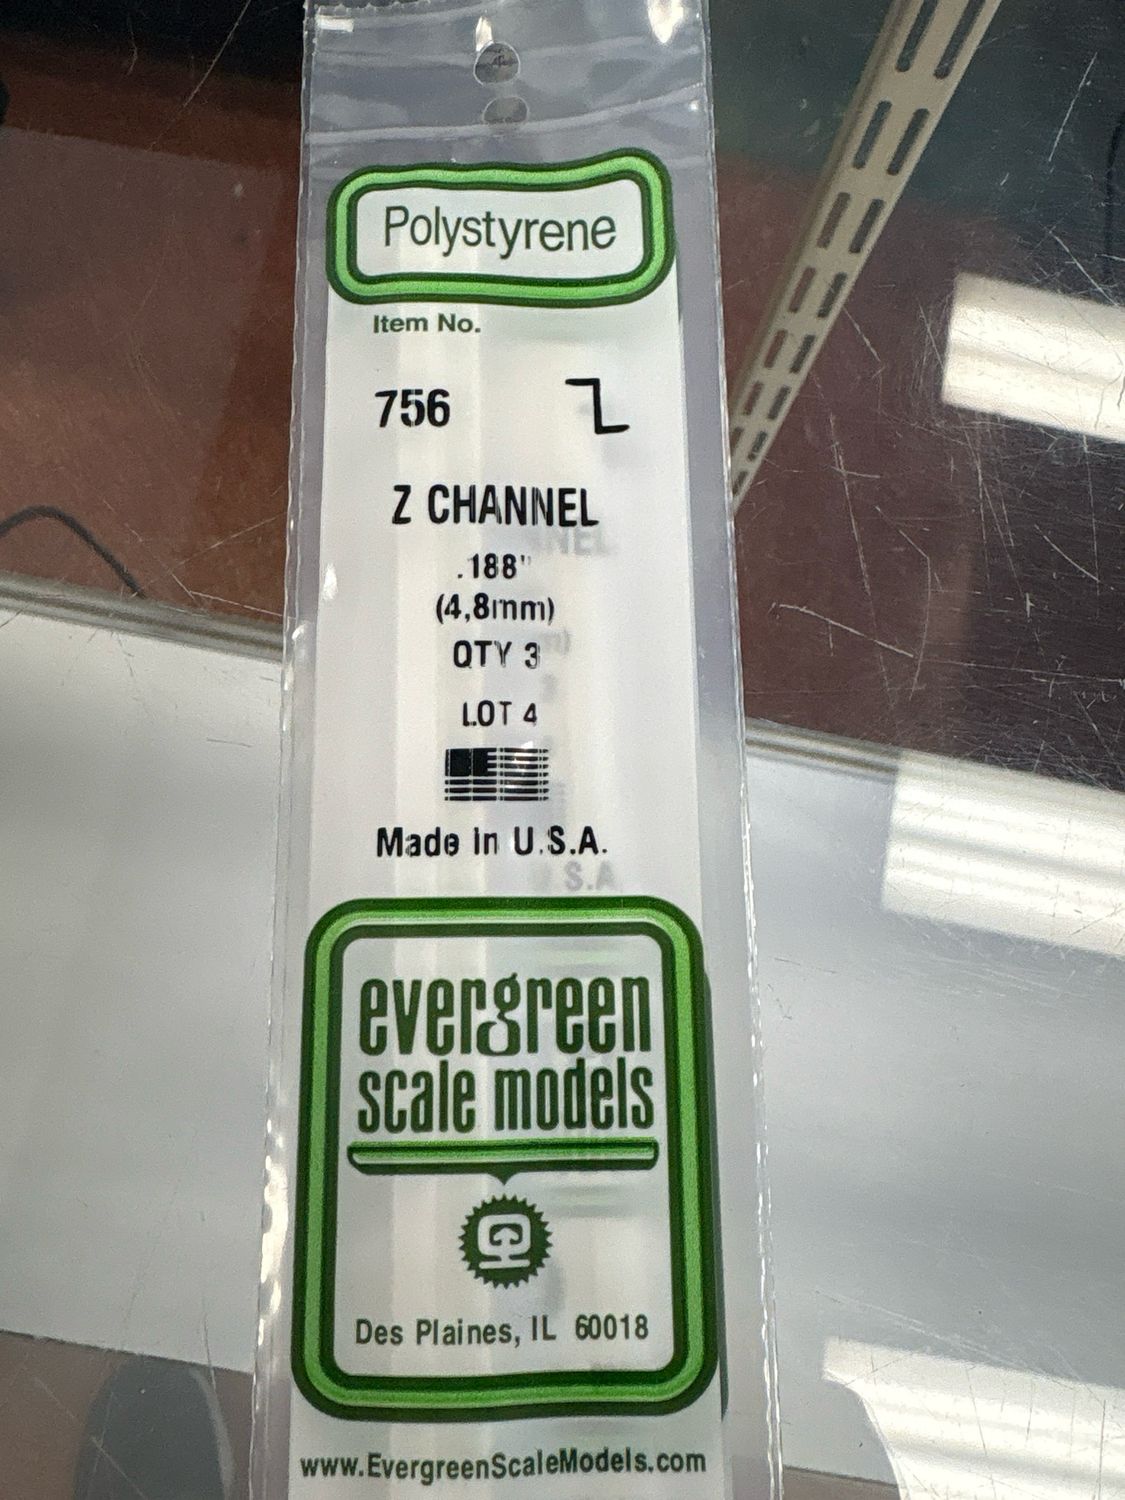 Polystyrene
Item No.
756
Z CHANNEL
.188"
(4,8mm)
QTY 3
LOT 4
Made in U.S.A.
evergreen
scale models
Des Plaines, IL 60018
www.EvergreenScaleModels.com